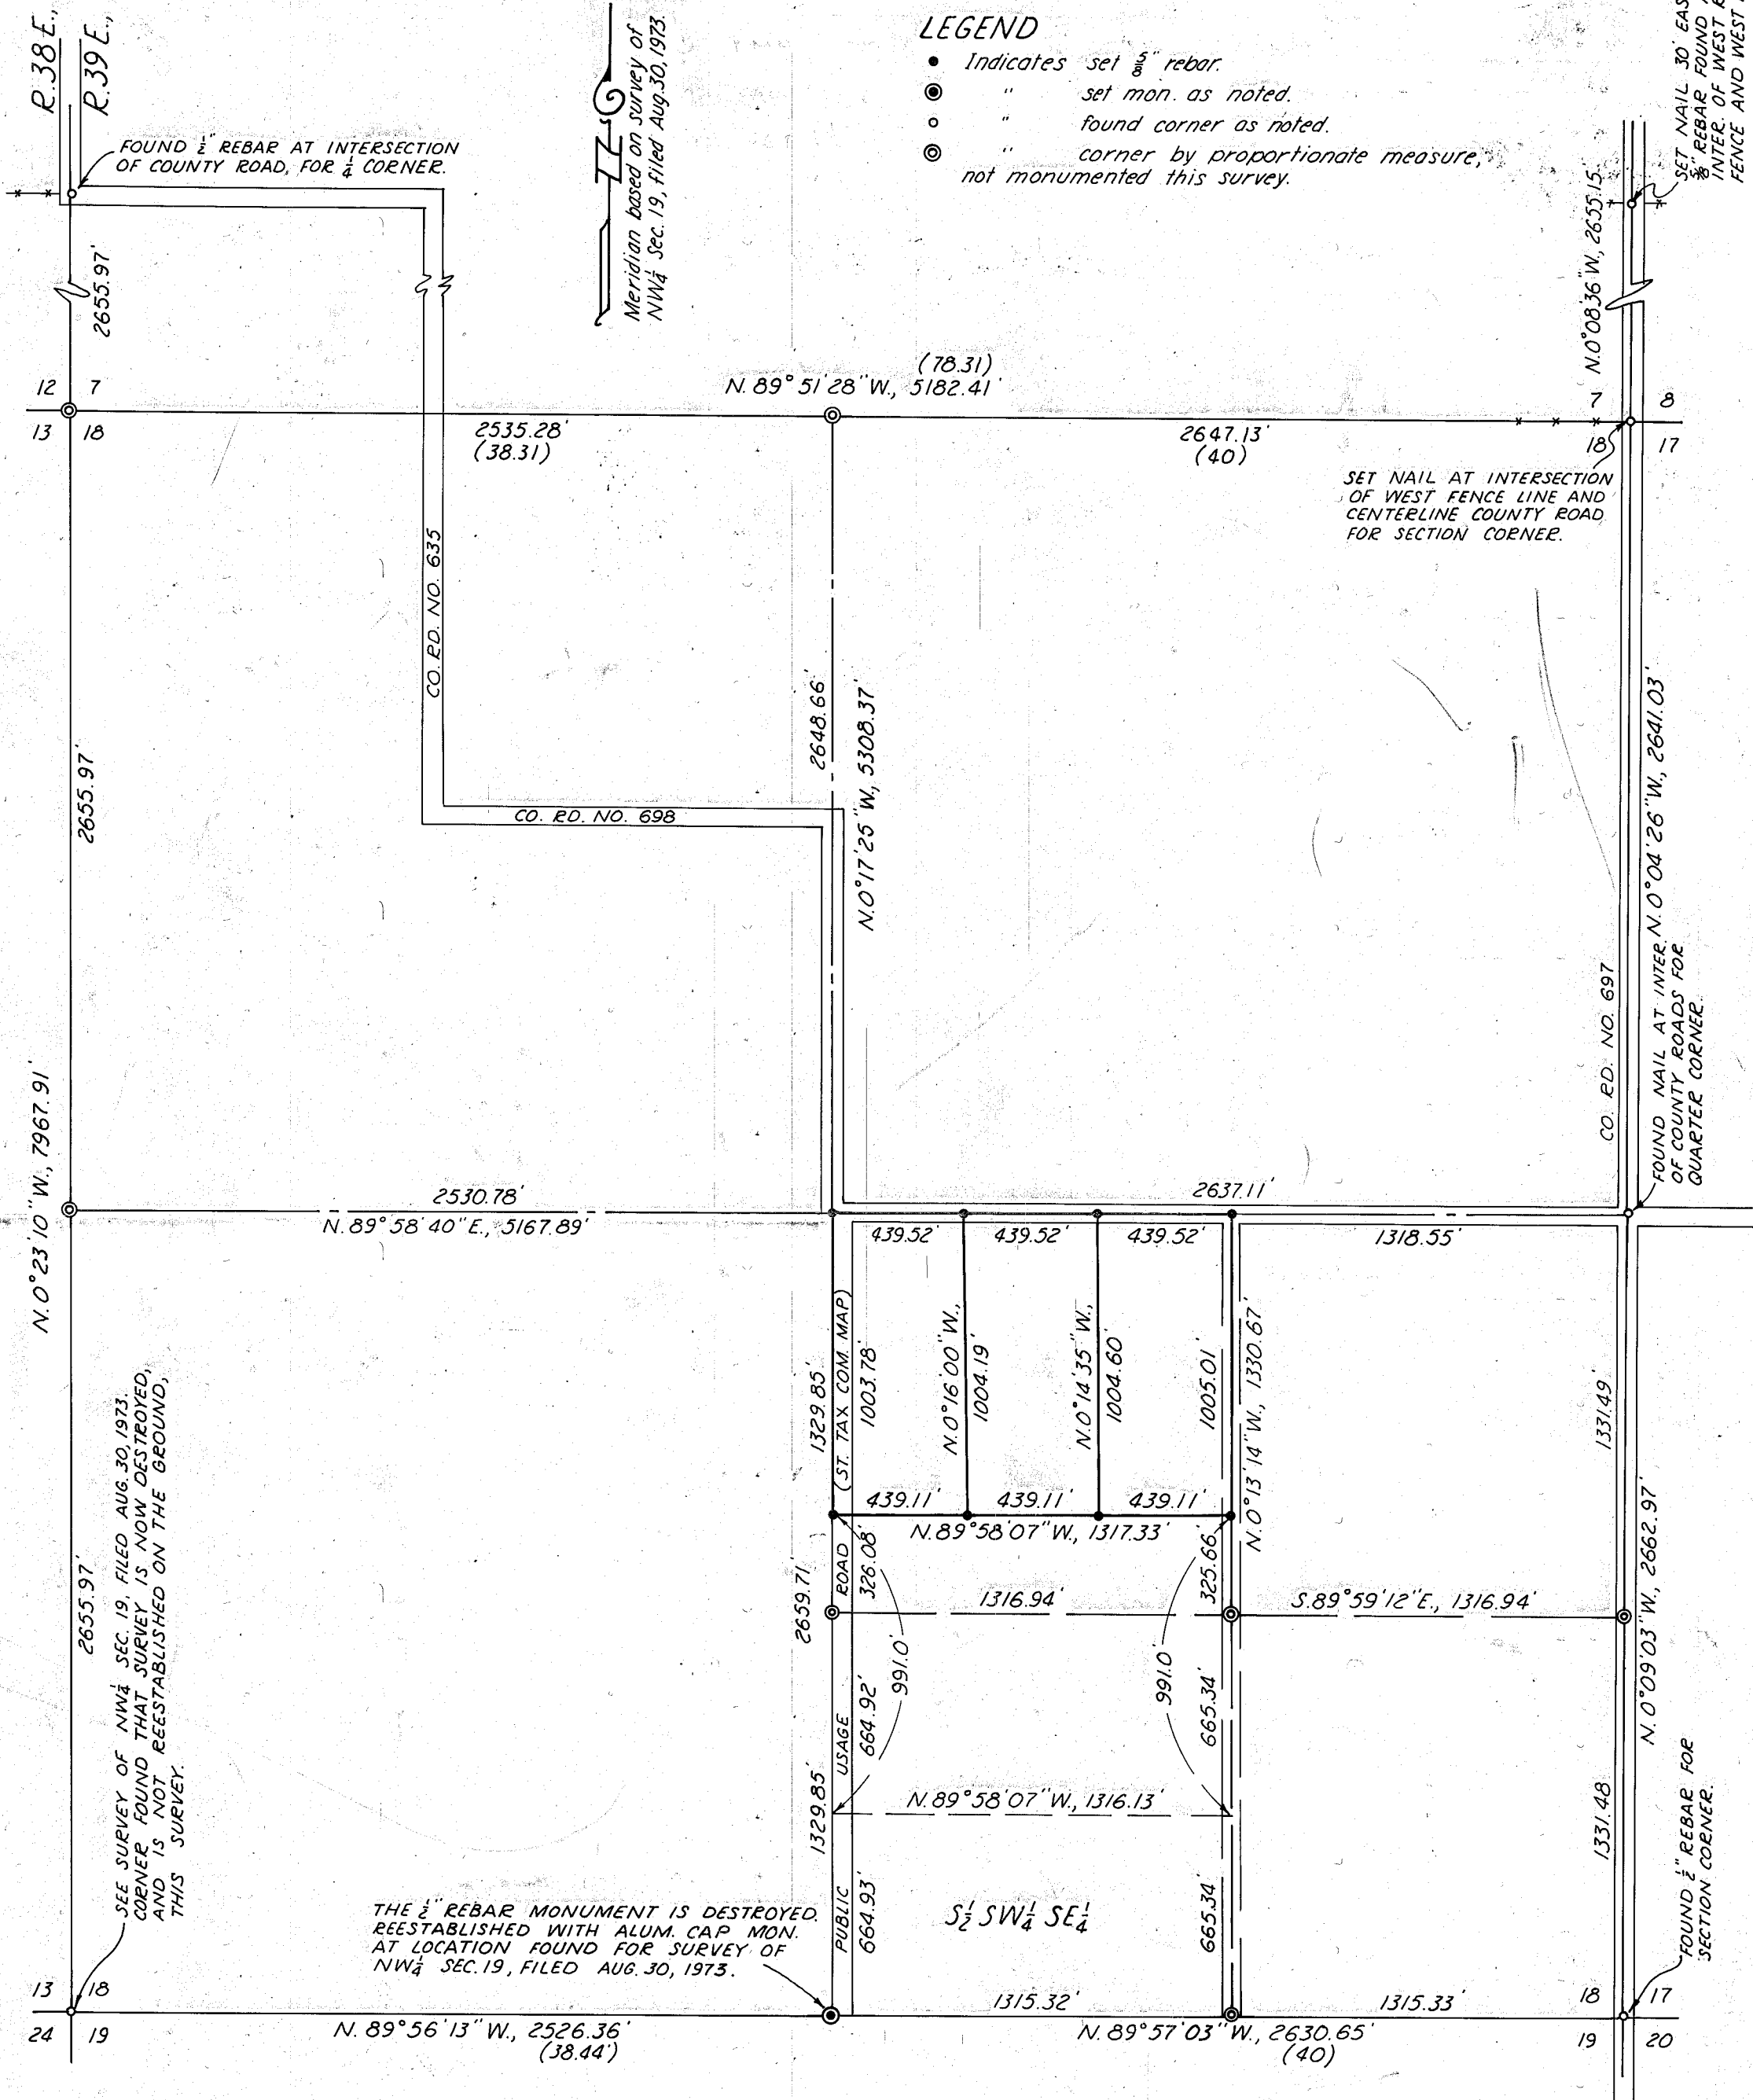 R.38 E.,
R.39 E.,
FOUND ½" REBAR AT INTERSECTION
OF COUNTY ROAD, FOR ¼ CORNER.
Meridian based on survey of
NW¼ Sec. 19, filed Aug. 30, 1973.
LEGEND
Indicates set ⅝" rebar.
" set mon. as noted.
" found corner as noted.
" corner by proportionate measure,
not monumented this survey.
SET NAIL 30' EAS
⅝" REBAR FOUND
INTER. OF WEST R
FENCE AND WEST
N.0°08'36"W., 2655.15'
2655.97'
12 7
13 18
(78.31)
N. 89° 51' 28" W., 5182.41'
2535.28'
(38.31)
2647.13'
(40)
7 8
18 17
SET NAIL AT INTERSECTION
OF WEST FENCE LINE AND
CENTERLINE COUNTY ROAD
FOR SECTION CORNER.
CO. RD. NO. 635
2648.66'
N.0°17'25"W., 5308.37'
CO. RD. NO. 698
2655.97'
N.0°04'26"W., 2641.03'
CO. RD. NO. 697
FOUND NAIL AT INTER.
OF COUNTY ROADS FOR
QUARTER CORNER.
N.0°23'10"W., 7967.91'
2530.78'
N. 89°58'40"E., 5167.89'
2637.11'
439.52'
439.52'
439.52'
1318.55'
1329.85'
(ST. TAX COM. MAP)
1003.78'
N.0°16'00"W.,
1004.19'
N.0°14'35"W.,
1004.60'
1005.01'
N.0°13'14"W., 1330.67'
1331.49'
439.11'
439.11'
439.11'
N.89°58'07"W., 1317.33'
ROAD
326.08'
325.66'
2659.71'
1316.94'
S.89°59'12"E., 1316.94'
N.0°09'03"W., 2662.97'
991.0'
991.0'
USAGE
664.92'
665.34'
N.89°58'07"W., 1316.13'
1329.85'
1331.48
2655.97'
SEE SURVEY OF NW¼ SEC. 19, FILED AUG. 30, 1973.
CORNER FOUND THAT SURVEY IS NOW DESTROYED,
AND IS NOT REESTABLISHED ON THE GROUND,
THIS SURVEY.
THE ½" REBAR MONUMENT IS DESTROYED.
REESTABLISHED WITH ALUM. CAP MON.
AT LOCATION FOUND FOR SURVEY OF
NW¼ SEC. 19, FILED AUG. 30, 1973.
PUBLIC
664.93'
S½ SW¼ SE¼
665.34'
FOUND ½" REBAR FOR
SECTION CORNER.
13 18
24 19
N. 89°56'13"W., 2526.36'
(38.44')
1315.32'
1315.33'
N. 89°57'03"W., 2630.65'
(40)
18 17
19 20